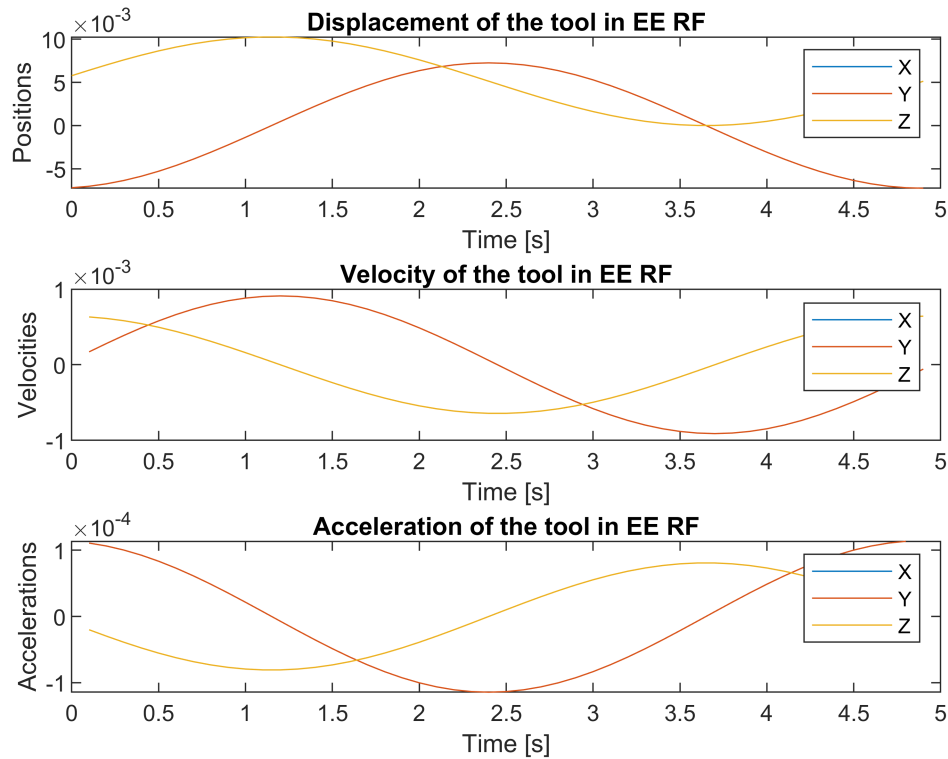 Displacement of the tool in EE RF
×10^-3
10
5
0
-5
Positions
X
Y
Z
0 0.5 1 1.5 2 2.5 3 3.5 4 4.5 5
Time [s]
Velocity of the tool in EE RF
×10^-3
1
0
-1
Velocities
X
Y
Z
0 0.5 1 1.5 2 2.5 3 3.5 4 4.5 5
Time [s]
Acceleration of the tool in EE RF
×10^-4
1
0
-1
Accelerations
X
Y
Z
0 0.5 1 1.5 2 2.5 3 3.5 4 4.5 5
Time [s]